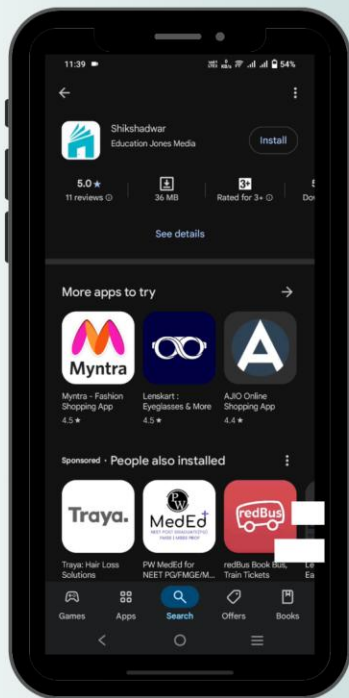 11:39
54%
Shikshadwar
Education Jones Media
Install
5.0★
11 reviews
36 MB
3+
Rated for 3+
See details
More apps to try
Myntra
Myntra - Fashion
Shopping App
4.5★
Lenskart :
Eyeglasses & More
4.5★
AJIO Online
Shopping App
4.4★
Sponsored · People also installed
Traya.
PW
MedEd
redBus
Traya: Hair Loss
Solutions
PW MedEd for
NEET PG/FMGE/M...
redBus Book Bus,
Train Tickets
Games
Apps
Search
Offers
Books